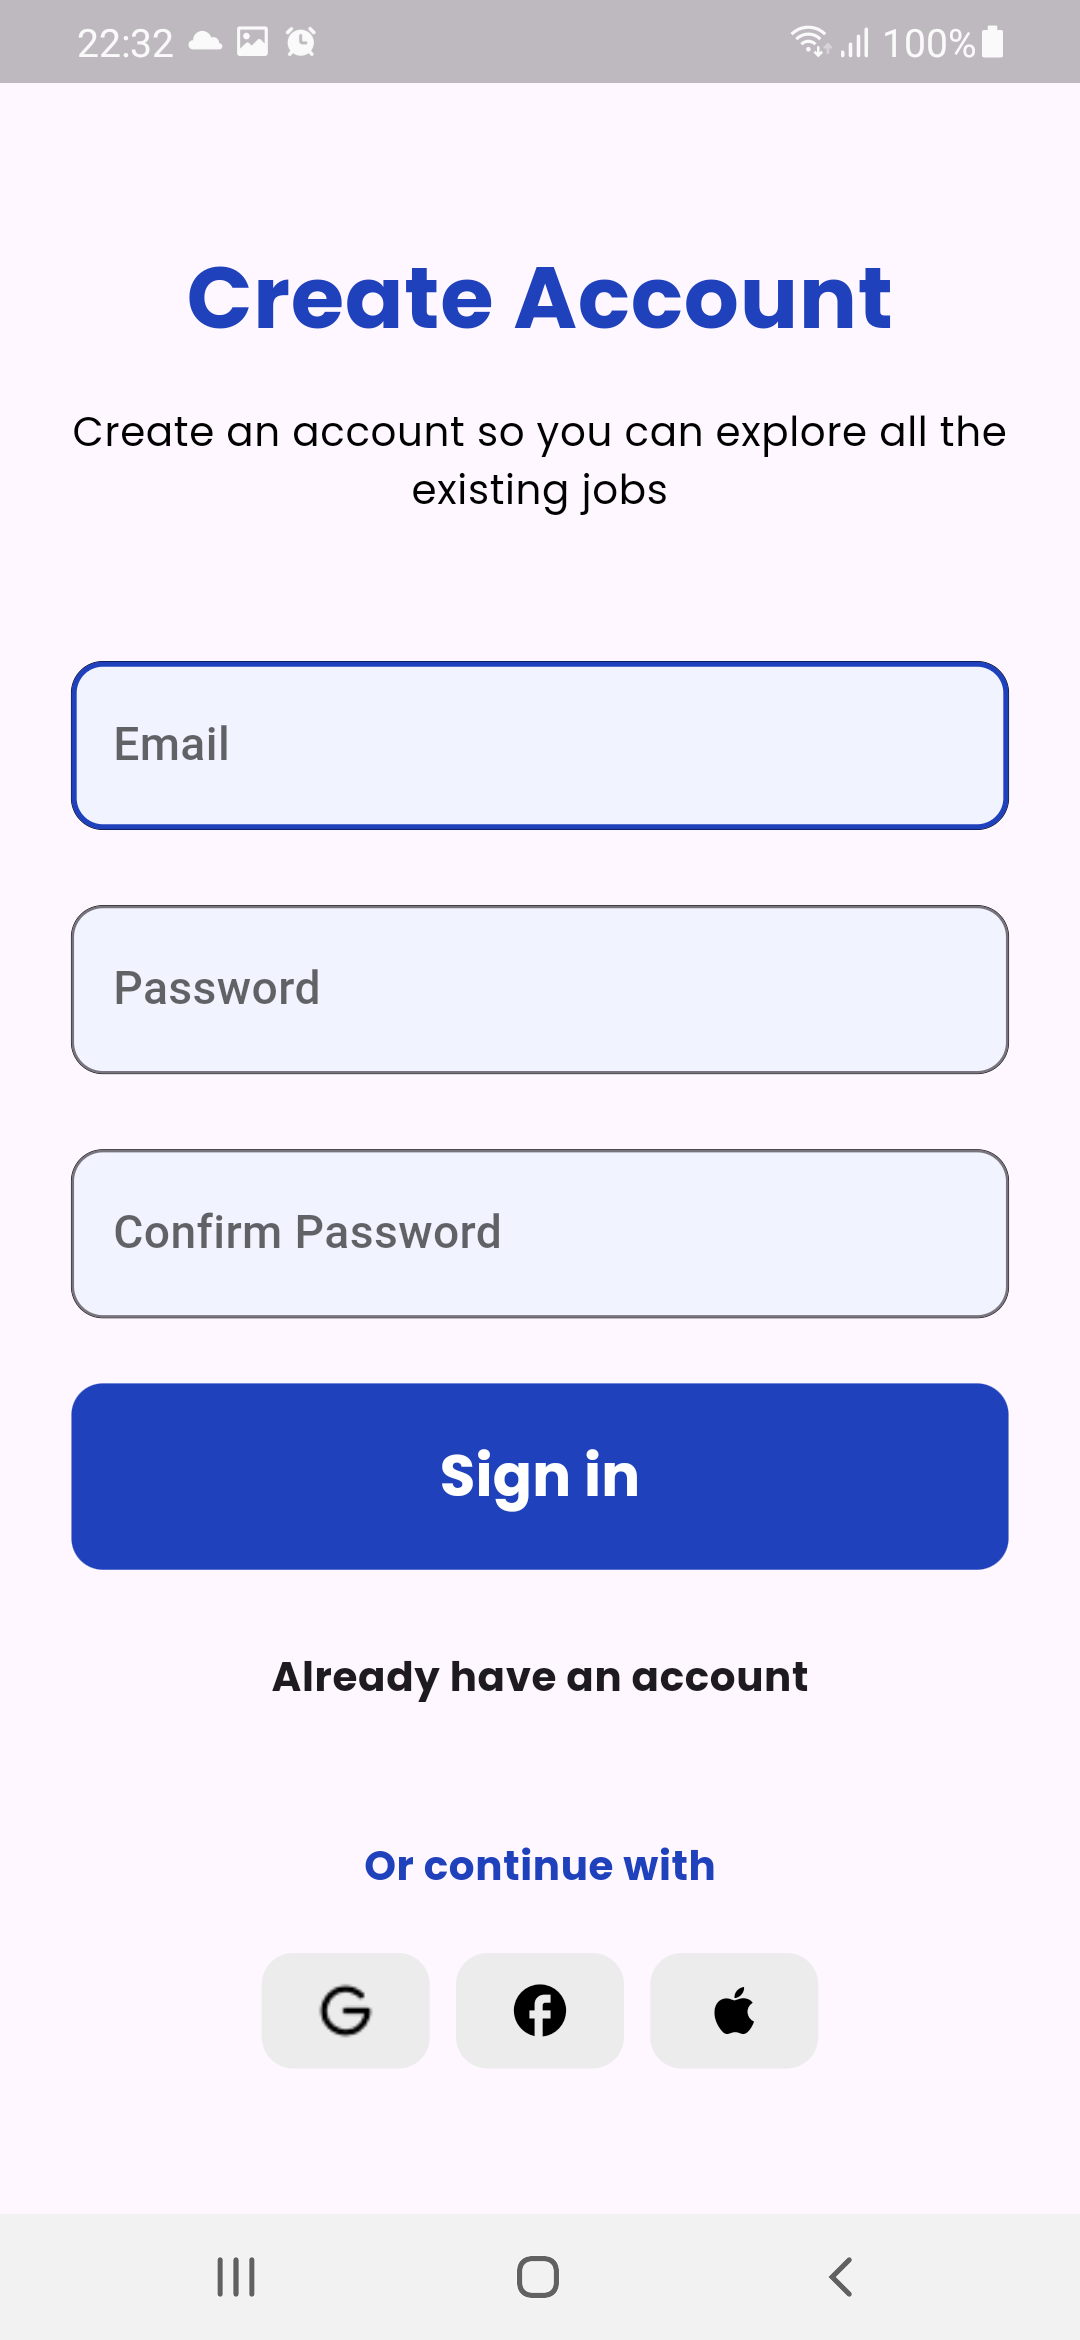 22:32 100%
Create Account
Create an account so you can explore all the
existing jobs
Email
Password
Confirm Password
Sign in
Already have an account
Or continue with